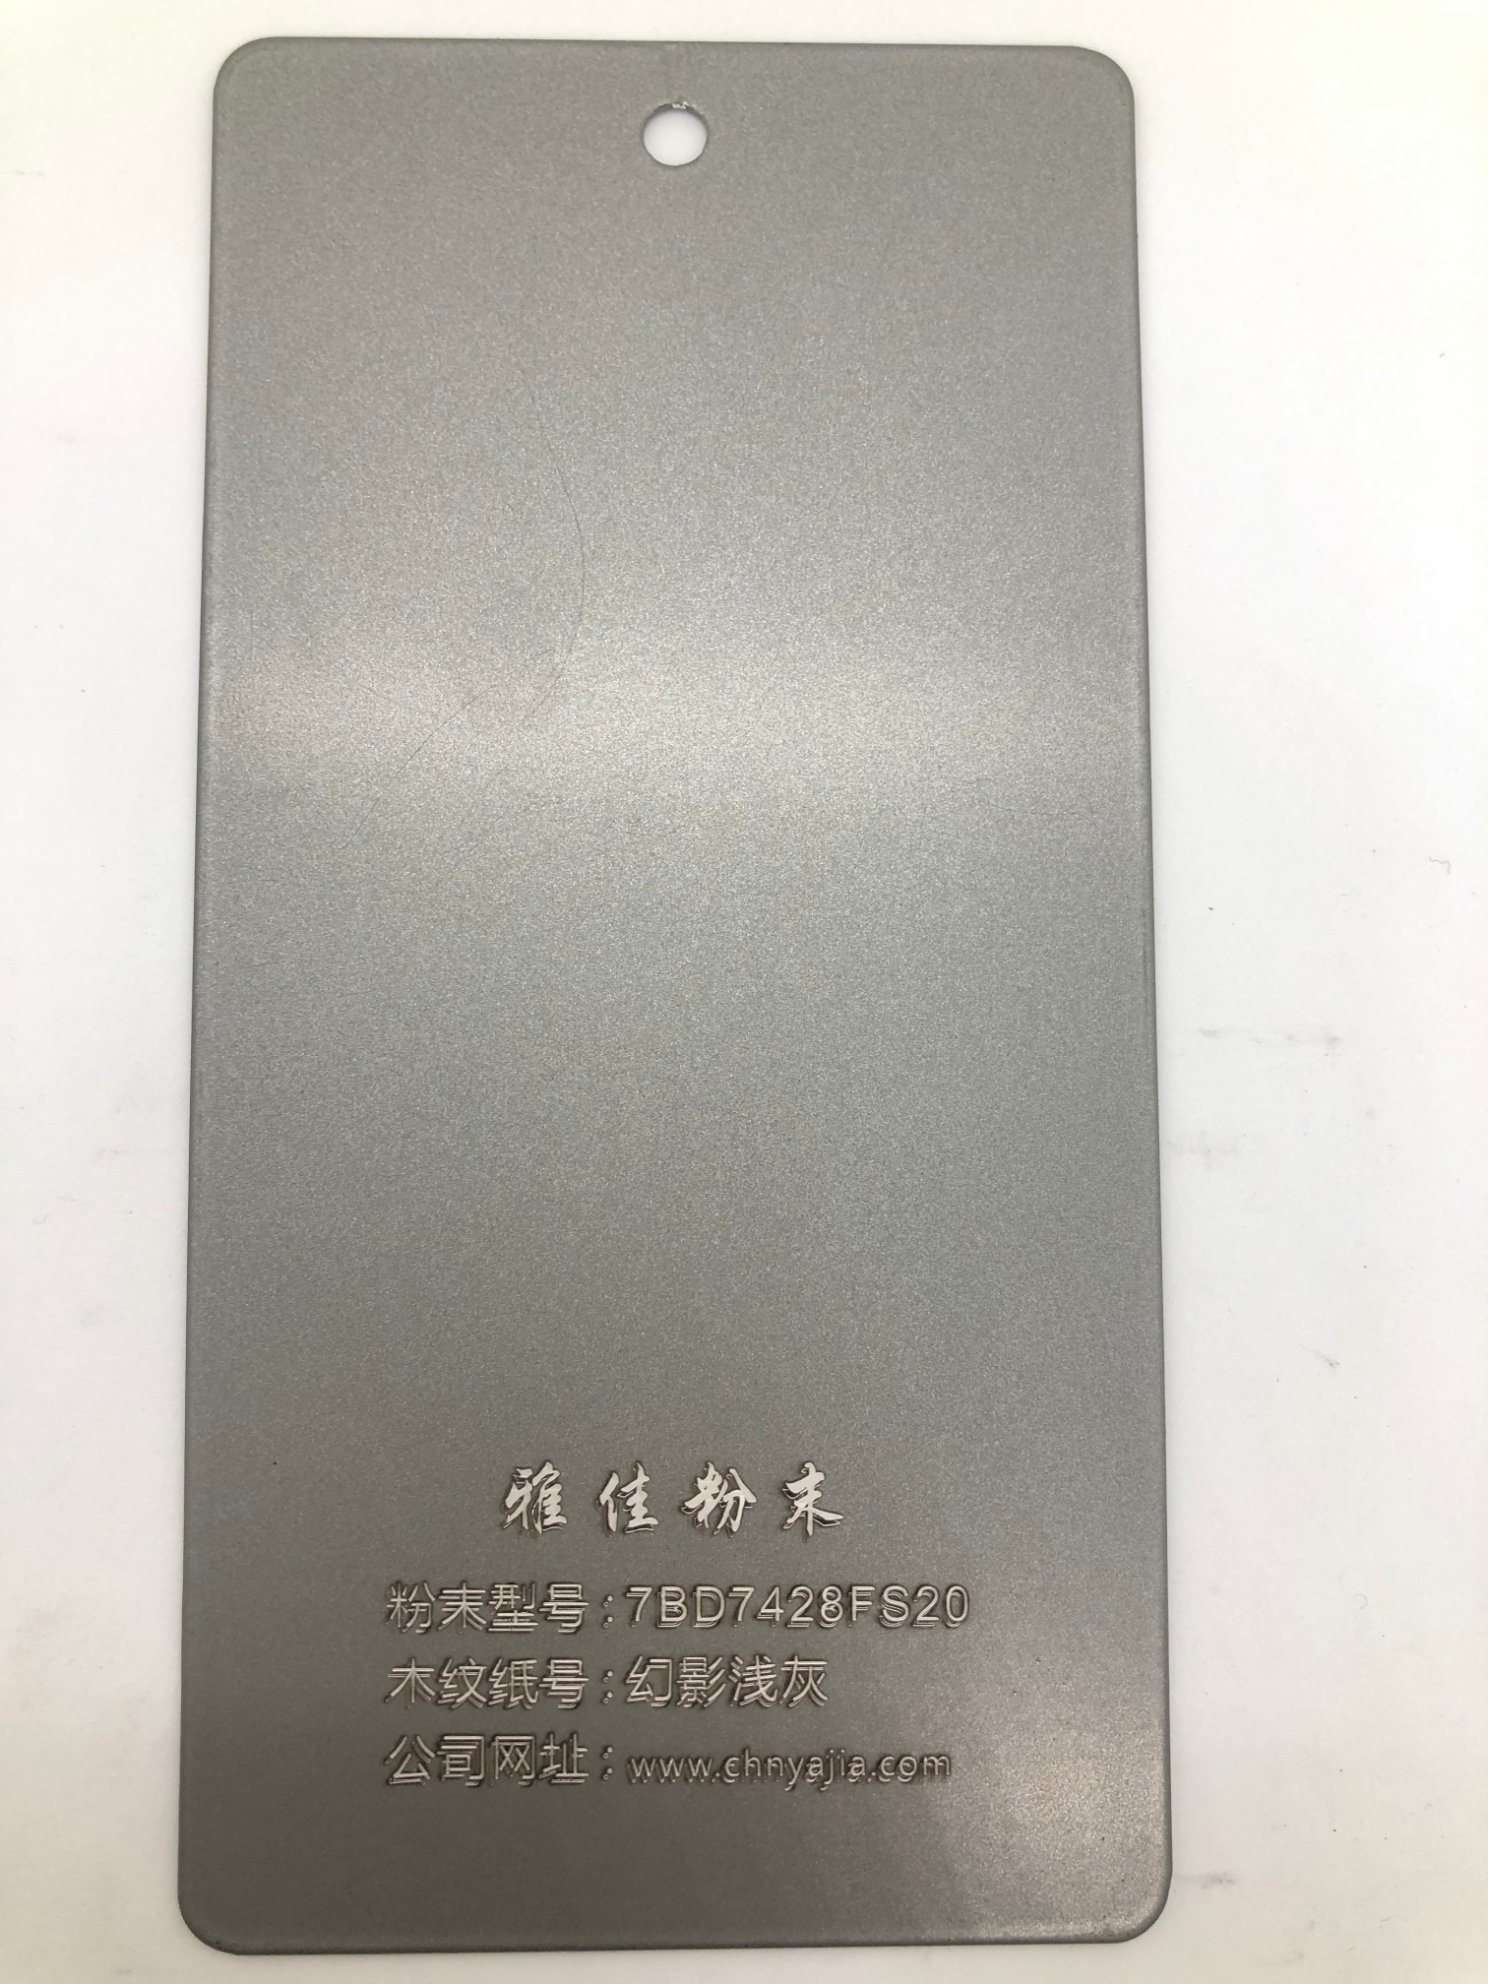 雅佳粉末
粉末型号:7BD7428FS20
木纹纸号:幻影浅灰
公司网址:www.chnyajia.com